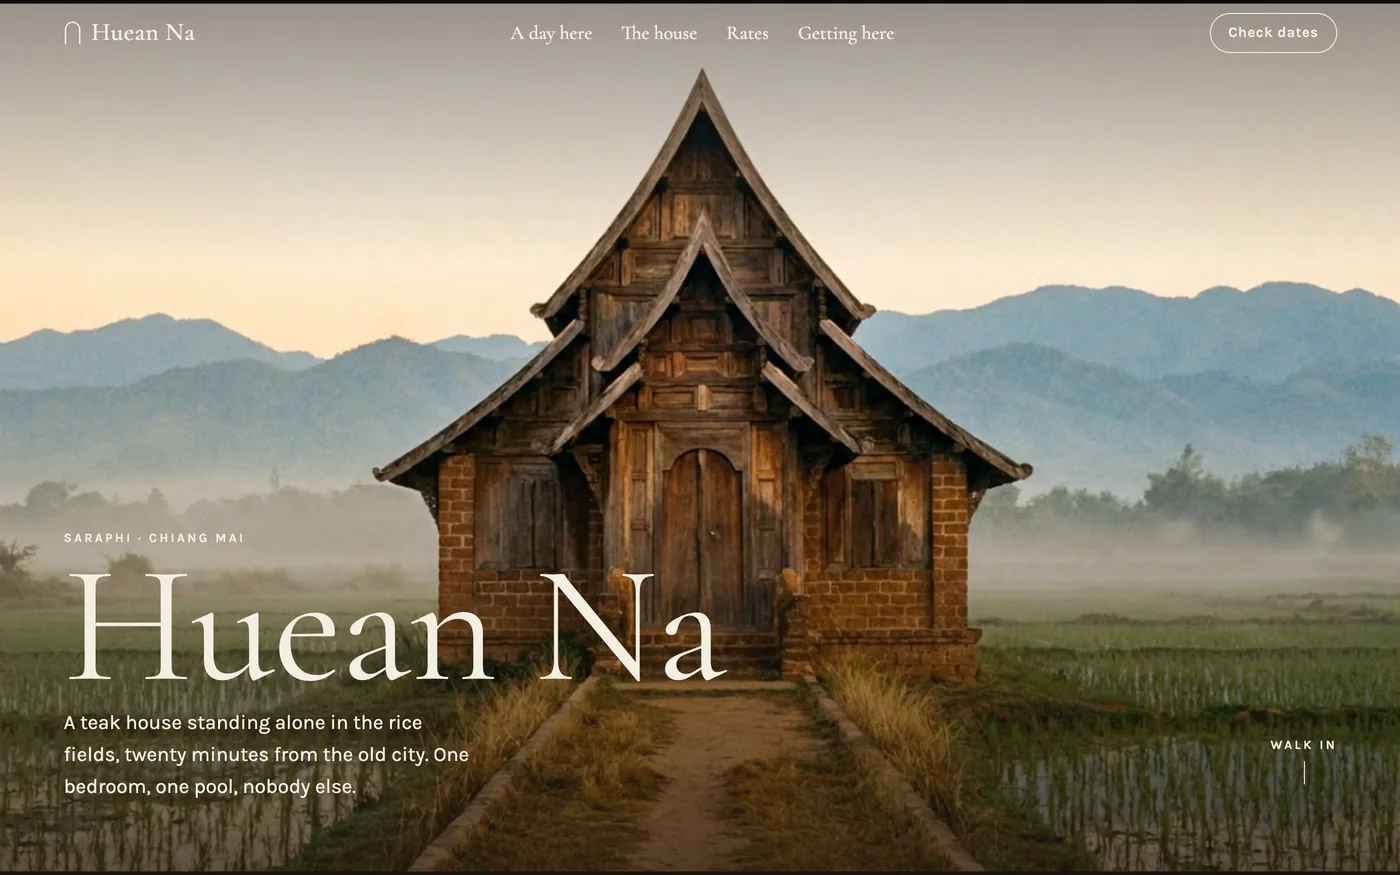 Huean Na
A day here
The house
Rates
Getting here
Check dates
SARAPHI · CHIANG MAI
Huean Na
A teak house standing alone in the rice
fields, twenty minutes from the old city. One
bedroom, one pool, nobody else.
WALK IN